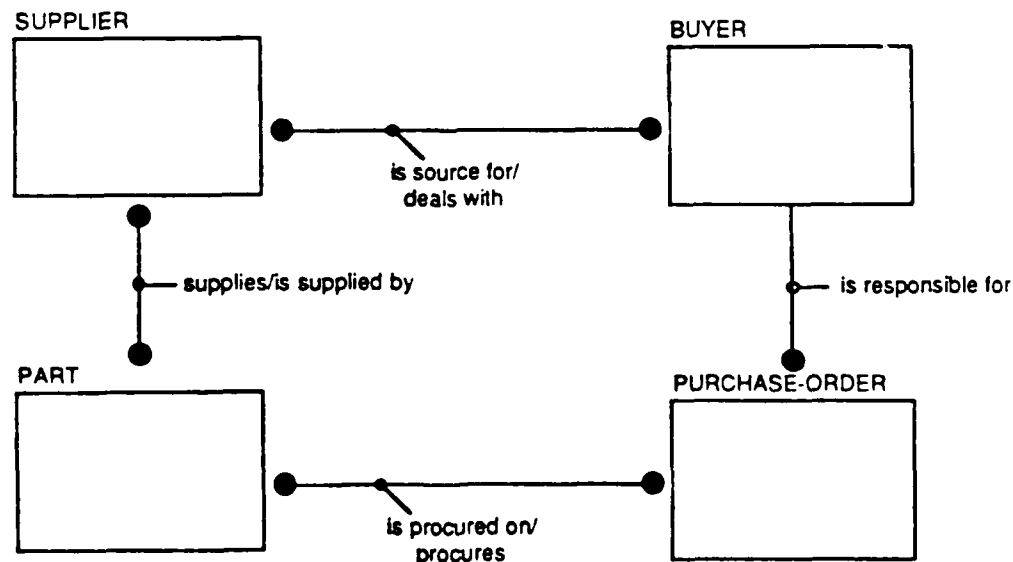 SUPPLIER
BUYER
is source for/
deals with
supplies/is supplied by
is responsible for
PART
PURCHASE-ORDER
is procured on/
procures